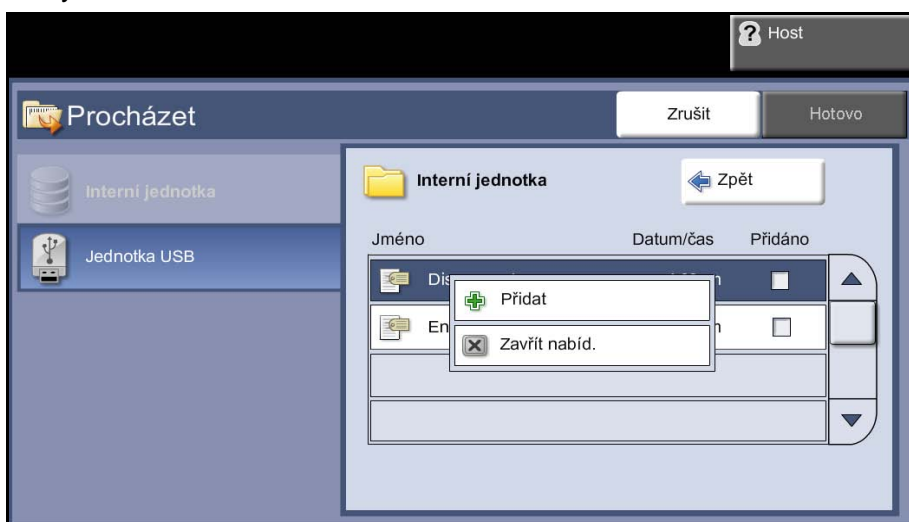 Host
Procházet
Zrušit
Hotovo
Interní jednotka
Jednotka USB
Interní jednotka
Zpět
Jméno Datum/čas Přidáno
Přidat
Zavřít nabíd.